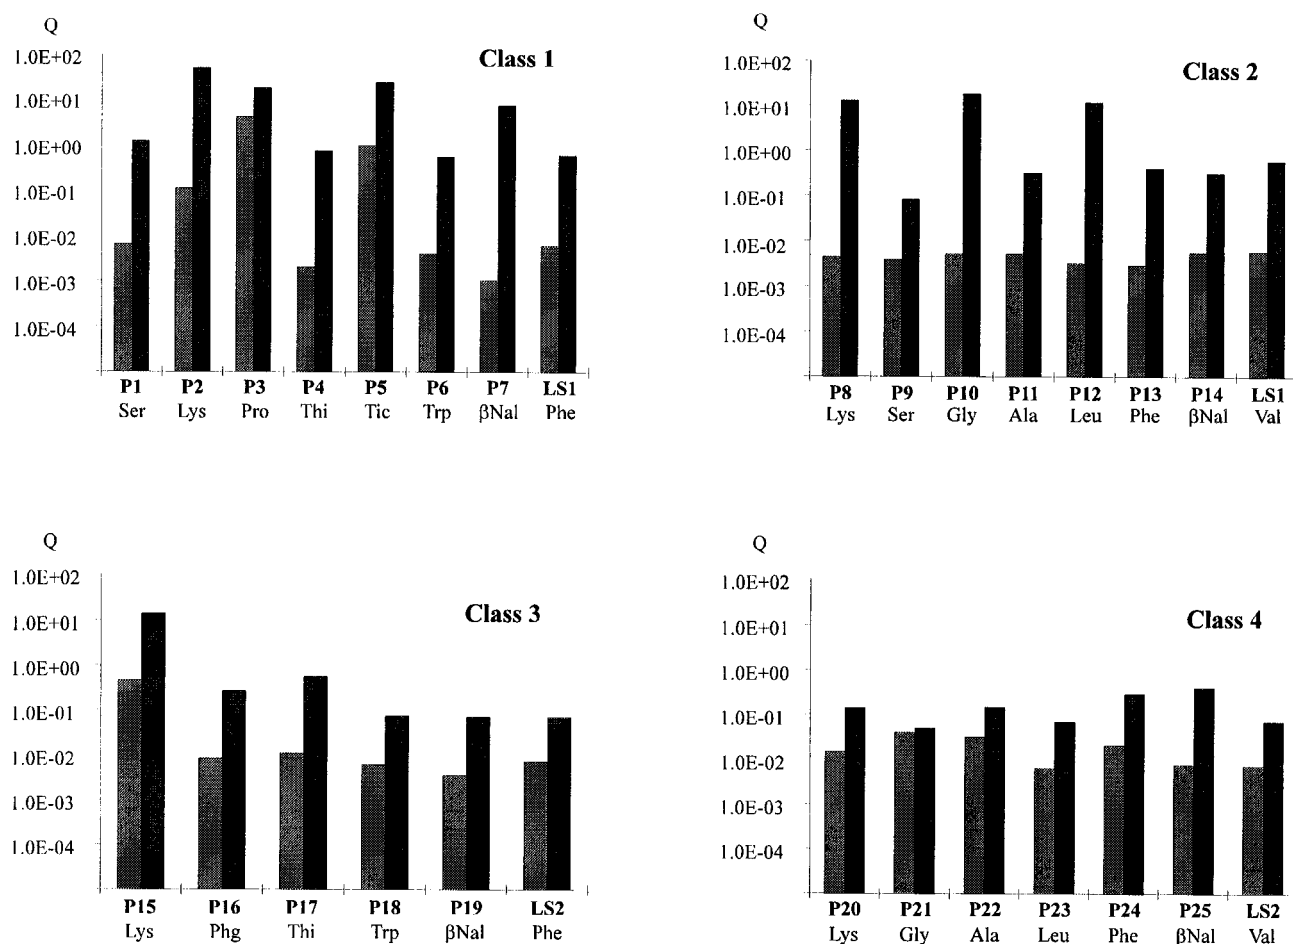 Q
Class 1
1.0E+02
1.0E+01
1.0E+00
1.0E-01
1.0E-02
1.0E-03
1.0E-04
P1 P2 P3 P4 P5 P6 P7 LS1
Ser Lys Pro Thi Tic Trp βNal Phe
Q
Class 2
1.0E+02
1.0E+01
1.0E+00
1.0E-01
1.0E-02
1.0E-03
1.0E-04
P8 P9 P10 P11 P12 P13 P14 LS1
Lys Ser Gly Ala Leu Phe βNal Val
Q
Class 3
1.0E+02
1.0E+01
1.0E+00
1.0E-01
1.0E-02
1.0E-03
1.0E-04
P15 P16 P17 P18 P19 LS2
Lys Phg Thi Trp βNal Phe
Q
Class 4
1.0E+02
1.0E+01
1.0E+00
1.0E-01
1.0E-02
1.0E-03
1.0E-04
P20 P21 P22 P23 P24 P25 LS2
Lys Gly Ala Leu Phe βNal Val